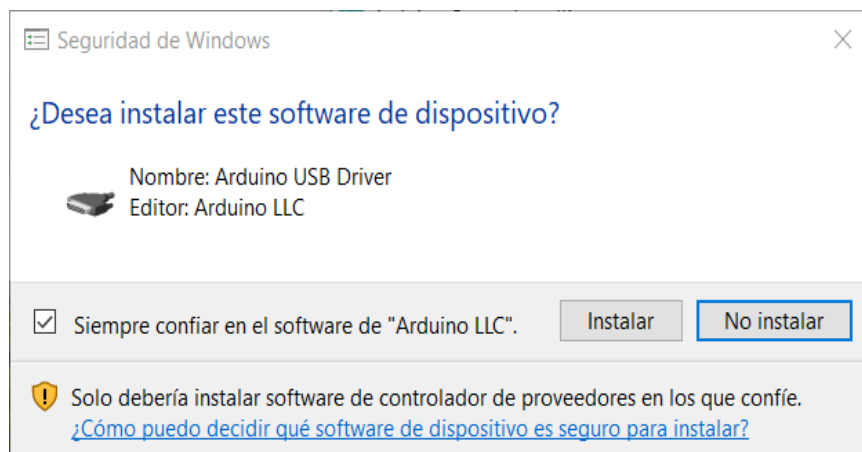 Seguridad de Windows
¿Desea instalar este software de dispositivo?
Nombre: Arduino USB Driver
Editor: Arduino LLC
Siempre confiar en el software de "Arduino LLC".
Instalar
No instalar
Solo debería instalar software de controlador de proveedores en los que confíe.
¿Cómo puedo decidir qué software de dispositivo es seguro para instalar?